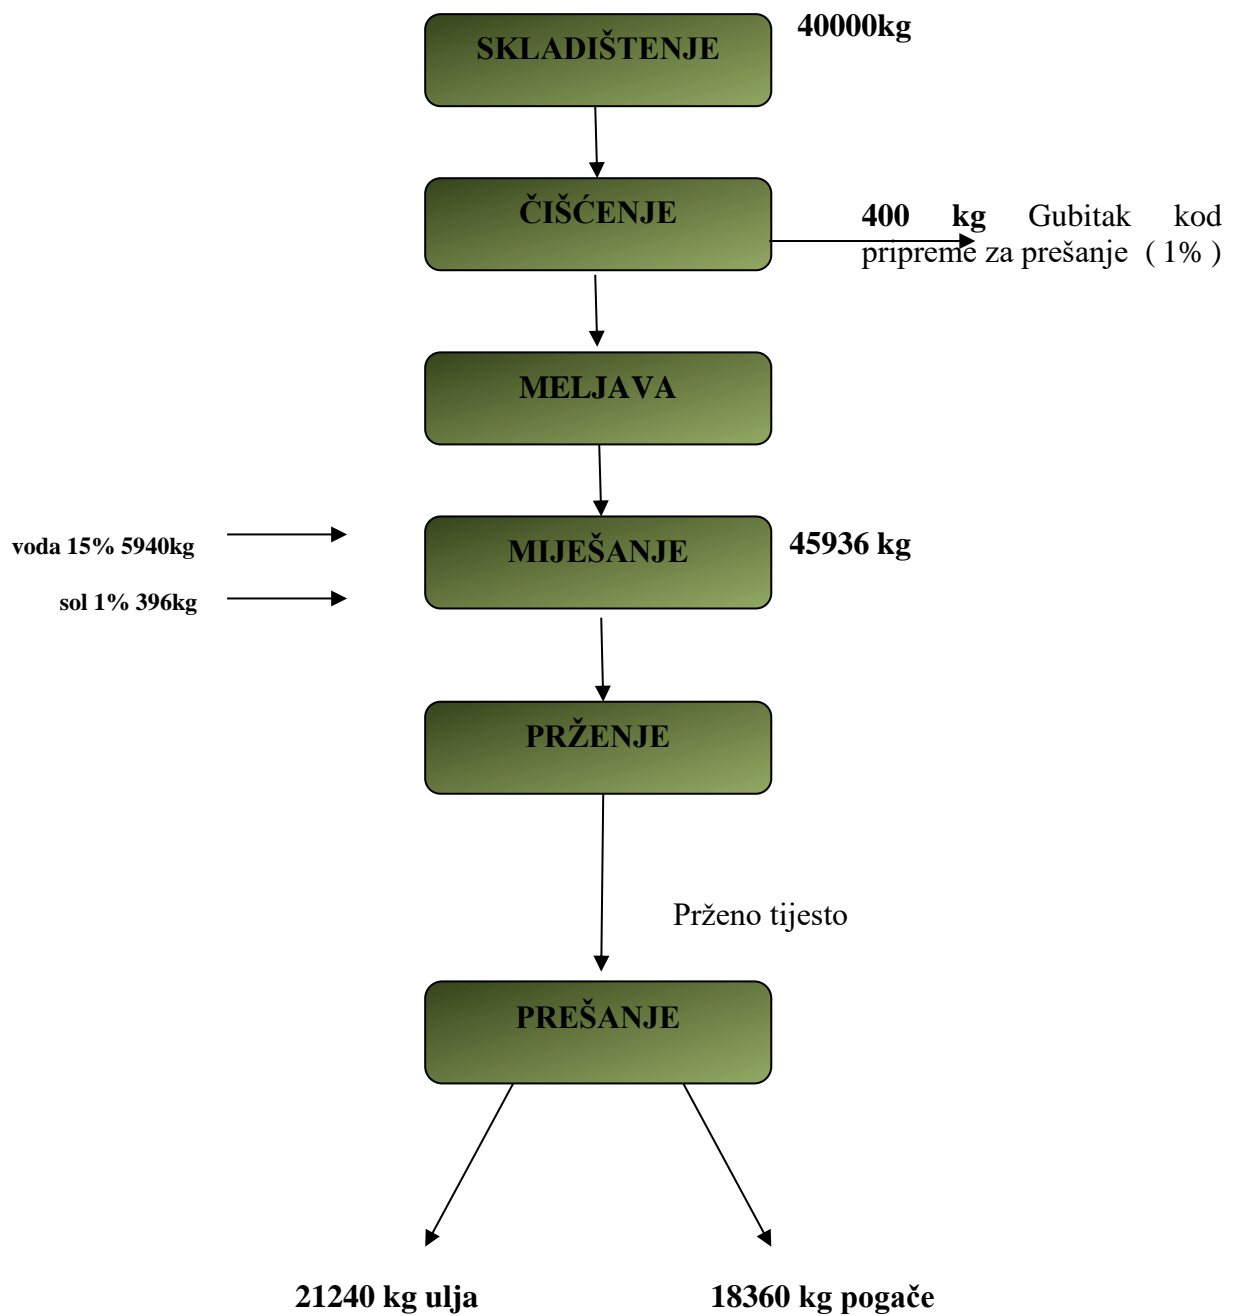 SKLADIŠTENJE
40000kg
ČIŠĆENJE
400 kg Gubitak kod
pripreme za prešanje ( 1% )
MELJAVA
voda 15% 5940kg
sol 1% 396kg
MIJEŠANJE
45936 kg
PRŽENJE
Prženo tijesto
PREŠANJE
21240 kg ulja
18360 kg pogače